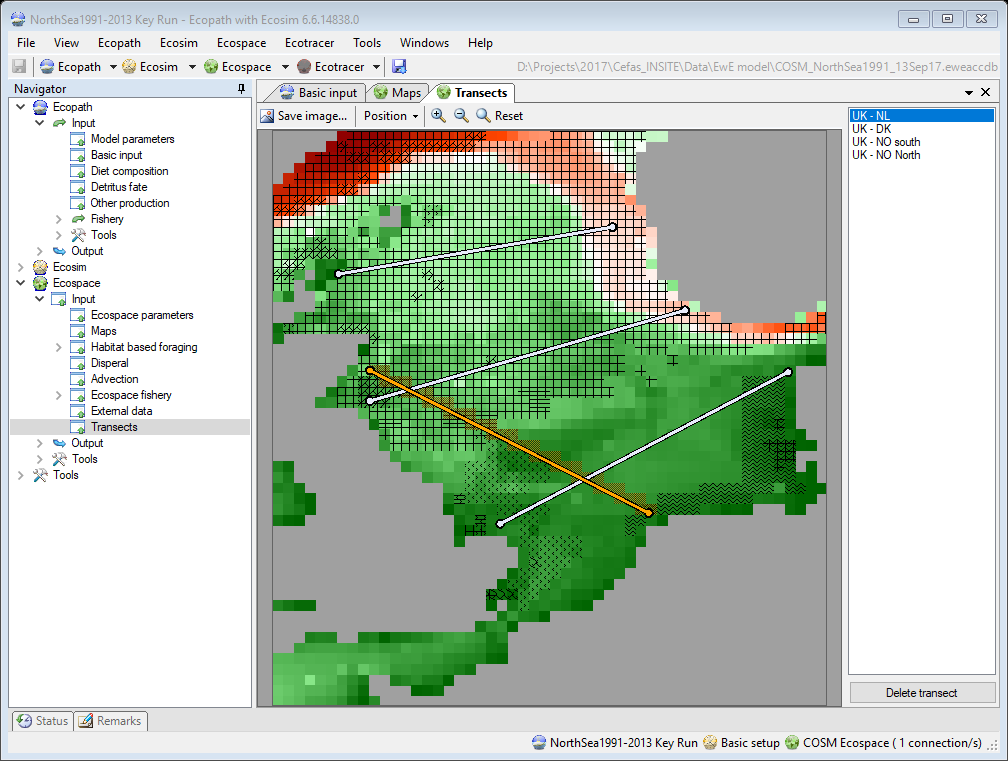 NorthSea1991-2013 Key Run - Ecopath with Ecosim 6.6.14838.0
File View Ecopath Ecosim Ecospace Ecotracer Tools Windows Help
Ecopath Ecosim Ecospace Ecotracer D:\Projects\2017\Cefas_INSITE\Data\EwE model\COSM_NorthSea1991_13Sep17.eweaccdb
Navigator
Ecopath
Input
Model parameters
Basic input
Diet composition
Detritus fate
Other production
Fishery
Tools
Output
Ecosim
Ecospace
Input
Ecospace parameters
Maps
Habitat based foraging
Disperal
Advection
Ecospace fishery
External data
Transects
Output
Tools
Tools
Basic input Maps Transects
Save image... Position Reset
UK - NL
UK - DK
UK - NO south
UK - NO North
Delete transect
Status Remarks
NorthSea1991-2013 Key Run Basic setup COSM Ecospace ( 1 connection/s)